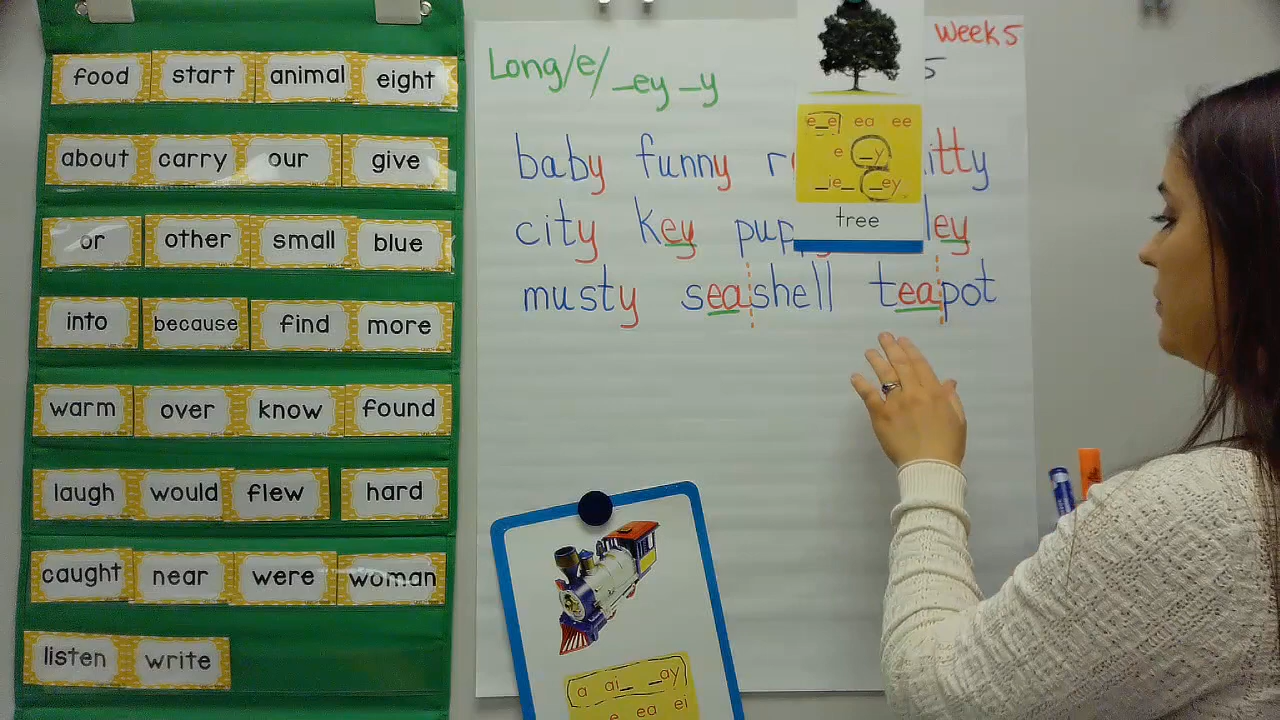 food start animal eight
about carry our give
or other small blue
into because find more
warm over know found
laugh would flew hard
caught near were woman
listen write
Long/e/ _ey _y
Week 5
5
baby funny r itty
city key pup ley
musty seashell teapot
e_e ea ee
e _y
_ie_ _ey
tree
a ai_ _ay
e ea ei